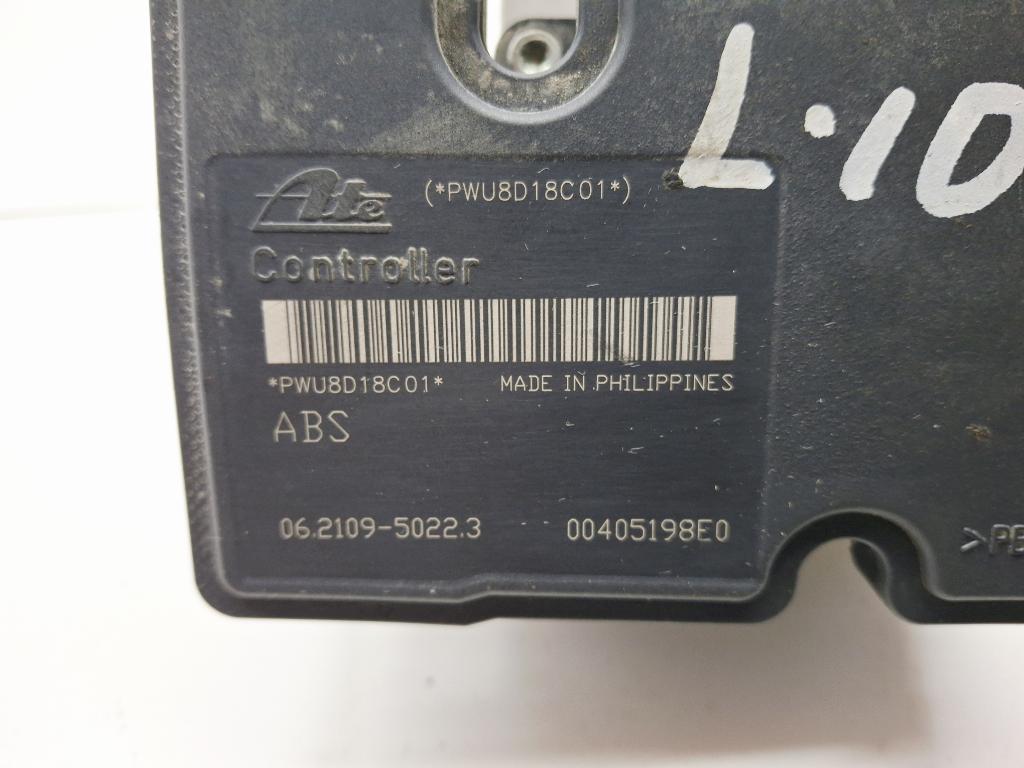 L.10
Ate (*PWU8D18C01*)
Controller
*PWU8D18C01* MADE IN PHILIPPINES
ABS
06.2109-5022.3 00405198E0